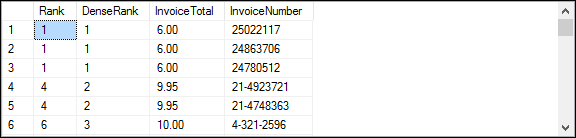 Rank DenseRank InvoiceTotal InvoiceNumber
1 1 1 6.00 25022117
2 1 1 6.00 24863706
3 1 1 6.00 24780512
4 4 2 9.95 21-4923721
5 4 2 9.95 21-4748363
6 6 3 10.00 4-321-2596